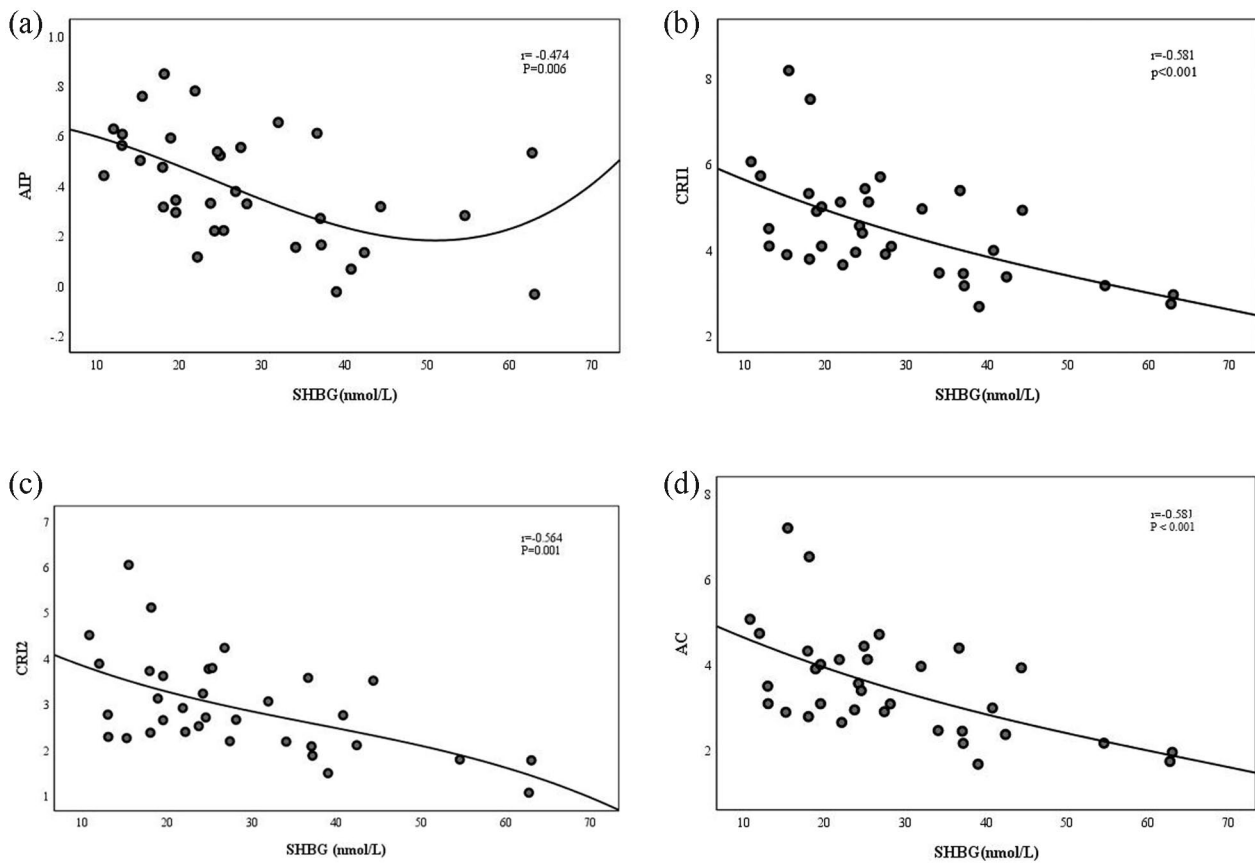 (a)
1.0
.8
.6
.4
.2
.0
-.2
AIP
r= -0.474
P=0.006
10 20 30 40 50 60 70
SHBG(nmol/L)
(b)
8
6
4
2
CRI1
r=-0.581
p<0.001
10 20 30 40 50 60 70
SHBG(nmol/L)
(c)
7
6
5
4
3
2
1
CRI2
r=-0.564
P=0.001
10 20 30 40 50 60 70
SHBG (nmol/L)
(d)
8
6
4
2
AC
r=-0.581
P < 0.001
10 20 30 40 50 60 70
SHBG(nmol/L)